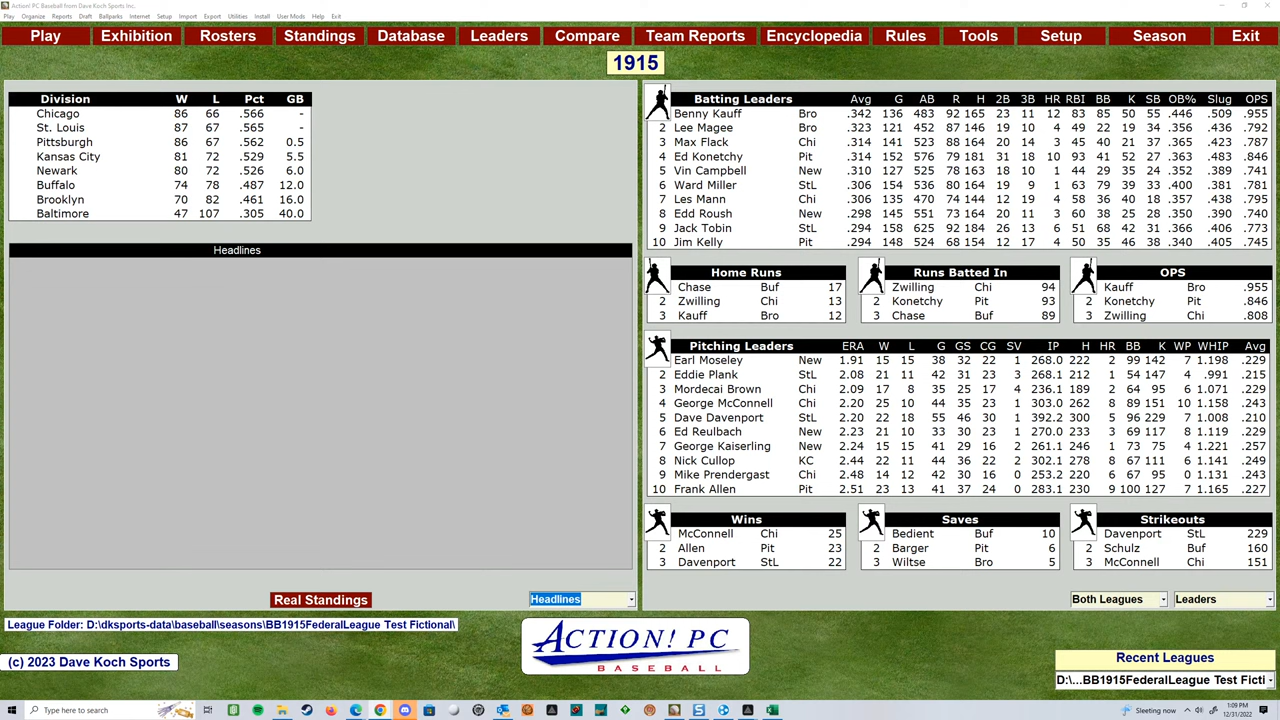 Action! PC Baseball from Dave Koch Sports Inc.
Play Organize Reports Draft Ballparks Internet Setup Import Export Utilities Install User Mods Help Exit
Play Exhibition Rosters Standings Database Leaders Compare Team Reports Encyclopedia Rules Tools Setup Season Exit
1915
Division W L Pct GB
Chicago 86 66 .566 -
St. Louis 87 67 .565 -
Pittsburgh 86 67 .562 0.5
Kansas City 81 72 .529 5.5
Newark 80 72 .526 6.0
Buffalo 74 78 .487 12.0
Brooklyn 70 82 .461 16.0
Baltimore 47 107 .305 40.0
Headlines
Real Standings
Headlines
Batting Leaders Avg G AB R H 2B 3B HR RBI BB K SB OB% Slug OPS
Benny Kauff Bro .342 136 483 92 165 23 11 12 83 85 50 55 .446 .509 .955
2 Lee Magee Bro .323 121 452 87 146 19 10 4 49 22 19 34 .356 .436 .792
3 Max Flack Chi .314 141 523 88 164 20 14 3 45 40 21 37 .365 .423 .787
4 Ed Konetchy Pit .314 152 576 79 181 31 18 10 93 41 52 27 .363 .483 .846
5 Vin Campbell New .310 127 525 78 163 18 10 1 44 29 35 24 .352 .389 .741
6 Ward Miller StL .306 154 536 80 164 19 9 1 63 79 39 33 .400 .381 .781
7 Les Mann Chi .306 135 470 74 144 12 19 4 58 36 40 18 .357 .438 .795
8 Edd Roush New .298 145 551 73 164 20 11 3 60 38 25 28 .350 .390 .740
9 Jack Tobin StL .294 158 625 92 184 26 13 6 51 68 42 31 .366 .406 .773
10 Jim Kelly Pit .294 148 524 68 154 12 17 4 50 35 46 38 .340 .405 .745
Home Runs
Chase Buf 17
2 Zwilling Chi 13
3 Kauff Bro 12
Runs Batted In
Zwilling Chi 94
2 Konetchy Pit 93
3 Chase Buf 89
OPS
Kauff Bro .955
2 Konetchy Pit .846
3 Zwilling Chi .808
Pitching Leaders ERA W L G GS CG SV IP H HR BB K WP WHIP Avg
Earl Moseley New 1.91 15 15 38 32 22 1 268.0 222 2 99 142 7 1.198 .229
2 Eddie Plank StL 2.08 21 11 42 31 23 3 268.1 212 1 54 147 4 .991 .215
3 Mordecai Brown Chi 2.09 17 8 35 25 17 4 236.1 189 2 64 95 6 1.071 .229
4 George McConnell Chi 2.20 25 10 44 35 23 1 303.0 262 8 89 151 10 1.158 .243
5 Dave Davenport StL 2.20 22 18 55 46 30 1 392.2 300 5 96 229 7 1.008 .210
6 Ed Reulbach New 2.23 21 10 33 30 23 1 270.0 233 3 69 117 8 1.119 .229
7 George Kaiserling New 2.24 15 15 41 29 16 2 261.1 246 1 73 75 4 1.221 .257
8 Nick Cullop KC 2.44 22 11 44 36 22 2 302.1 278 8 67 111 6 1.141 .249
9 Mike Prendergast Chi 2.48 14 12 42 30 16 0 253.2 220 6 67 95 0 1.131 .243
10 Frank Allen Pit 2.51 23 13 41 37 24 0 283.1 230 9 100 127 7 1.165 .227
Wins
McConnell Chi 25
2 Allen Pit 23
3 Davenport StL 22
Saves
Bedient Buf 10
2 Barger Pit 6
3 Wiltse Bro 5
Strikeouts
Davenport StL 229
2 Schulz Buf 160
3 McConnell Chi 151
Both Leagues Leaders
League Folder: D:\dksports-data\baseball\seasons\BB1915FederalLeague Test Fictional\
(c) 2023 Dave Koch Sports
ACTION! PC
BASEBALL
Recent Leagues
D:\...BB1915FederalLeague Test Ficti
Type here to search
Sleeting now
1:09 PM
12/31/2022